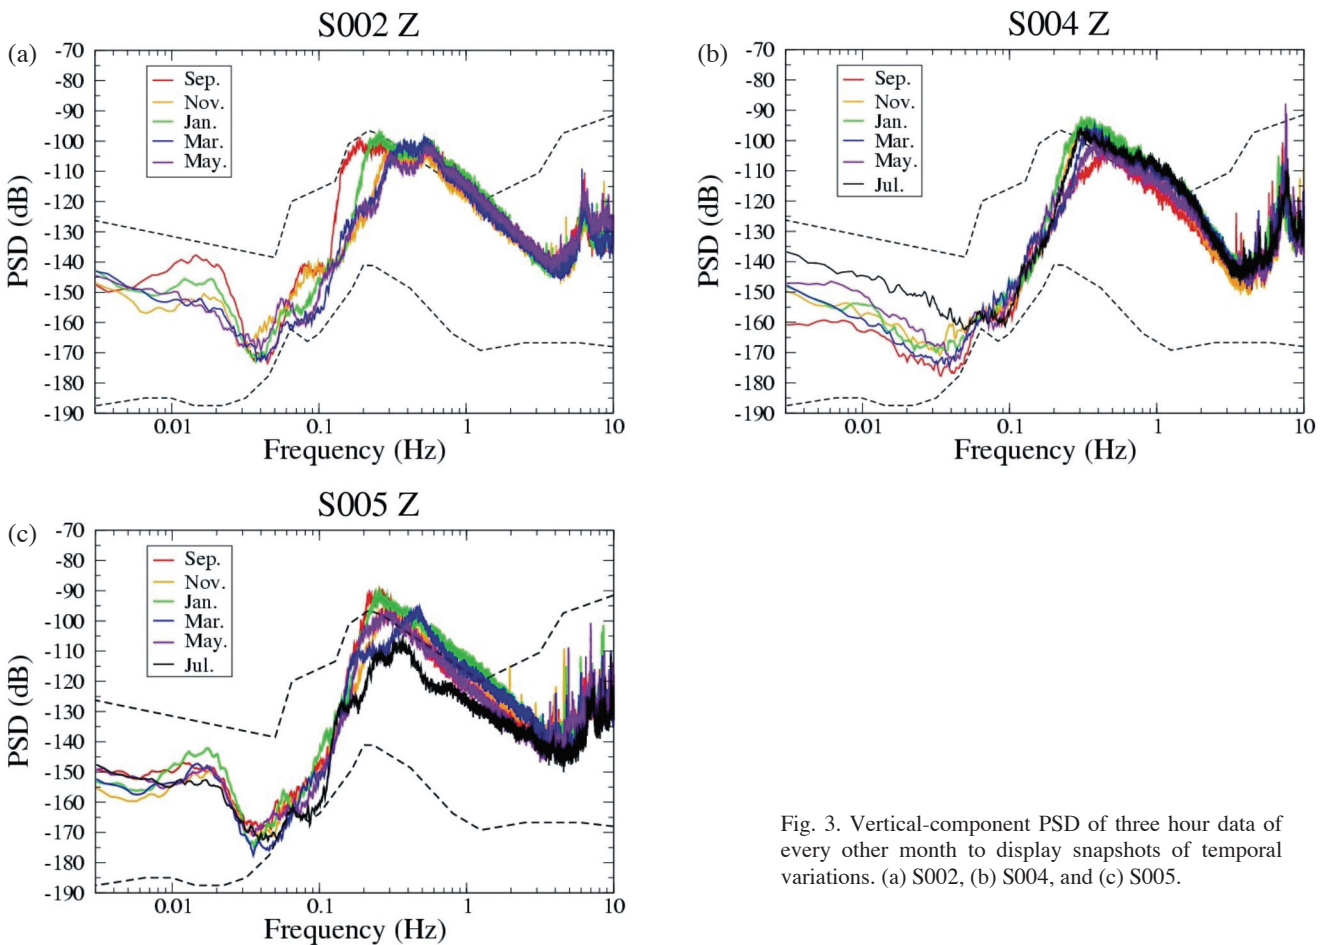 S002 Z
(a)
-70
-80
-90
-100
-110
-120
-130
-140
-150
-160
-170
-180
-190
PSD (dB)
Sep.
Nov.
Jan.
Mar.
May.
0.01
0.1
1
10
Frequency (Hz)
S004 Z
(b)
-70
-80
-90
-100
-110
-120
-130
-140
-150
-160
-170
-180
-190
PSD (dB)
Sep.
Nov.
Jan.
Mar.
May.
Jul.
0.01
0.1
1
10
Frequency (Hz)
S005 Z
(c)
-70
-80
-90
-100
-110
-120
-130
-140
-150
-160
-170
-180
-190
PSD (dB)
Sep.
Nov.
Jan.
Mar.
May.
Jul.
0.01
0.1
1
10
Frequency (Hz)
Fig. 3. Vertical-component PSD of three hour data of
every other month to display snapshots of temporal
variations. (a) S002, (b) S004, and (c) S005.